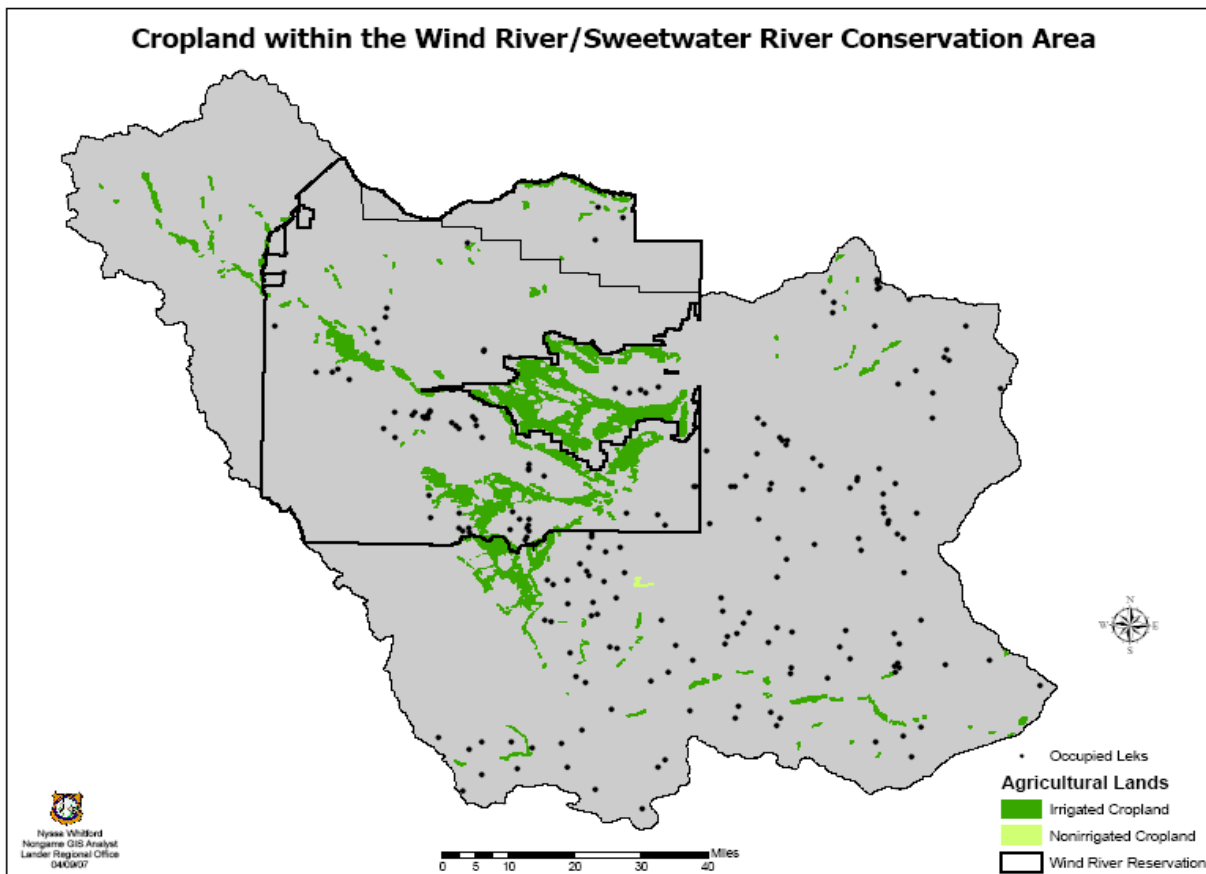 Cropland within the Wind River/Sweetwater River Conservation Area
N
W E
S
Occupied Leks
Agricultural Lands
Irrigated Cropland
Nonirrigated Cropland
Wind River Reservation
Nyssa Whitford
Nongame GIS Analyst
Lander Regional Office
04/09/07
Miles
0 5 10 20 30 40